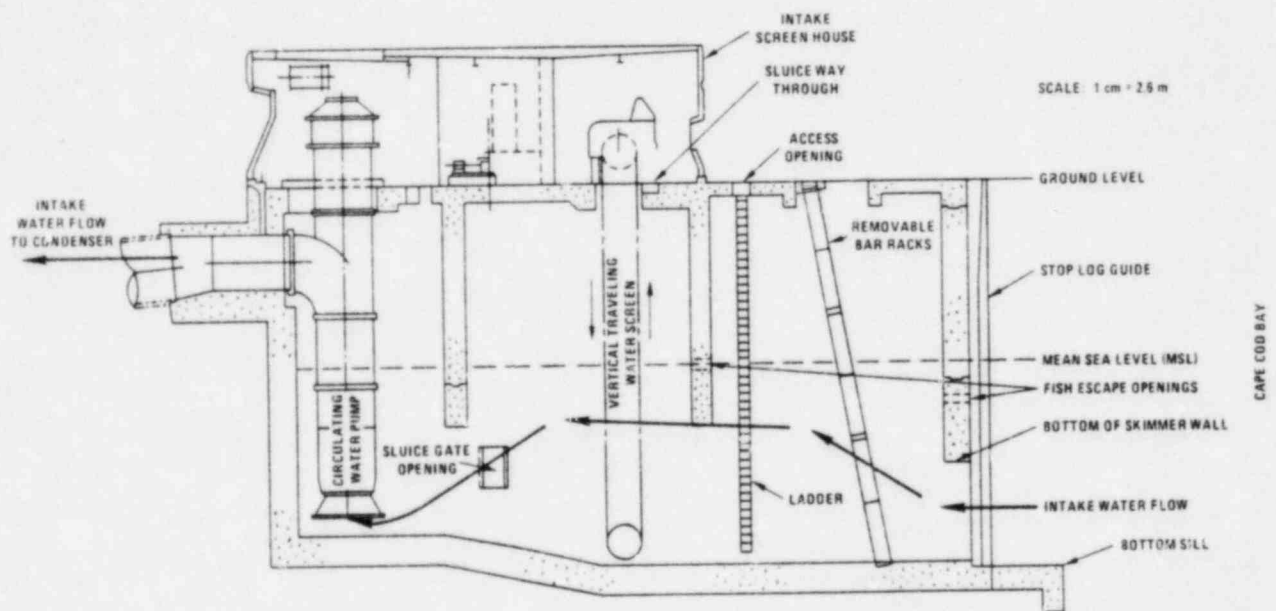 INTAKE
SCREEN HOUSE
SLUICE WAY
THROUGH
SCALE: 1 cm = 2.6 m
ACCESS
OPENING
GROUND LEVEL
INTAKE
WATER FLOW
TO CONDENSER
REMOVABLE
BAR RACKS
STOP LOG GUIDE
VERTICAL TRAVELING
WATER SCREEN
MEAN SEA LEVEL (MSL)
FISH ESCAPE OPENINGS
CAPE COD BAY
BOTTOM OF SKIMMER WALL
CIRCULATING
WATER PUMP
SLUICE GATE
OPENING
LADDER
INTAKE WATER FLOW
BOTTOM SILL